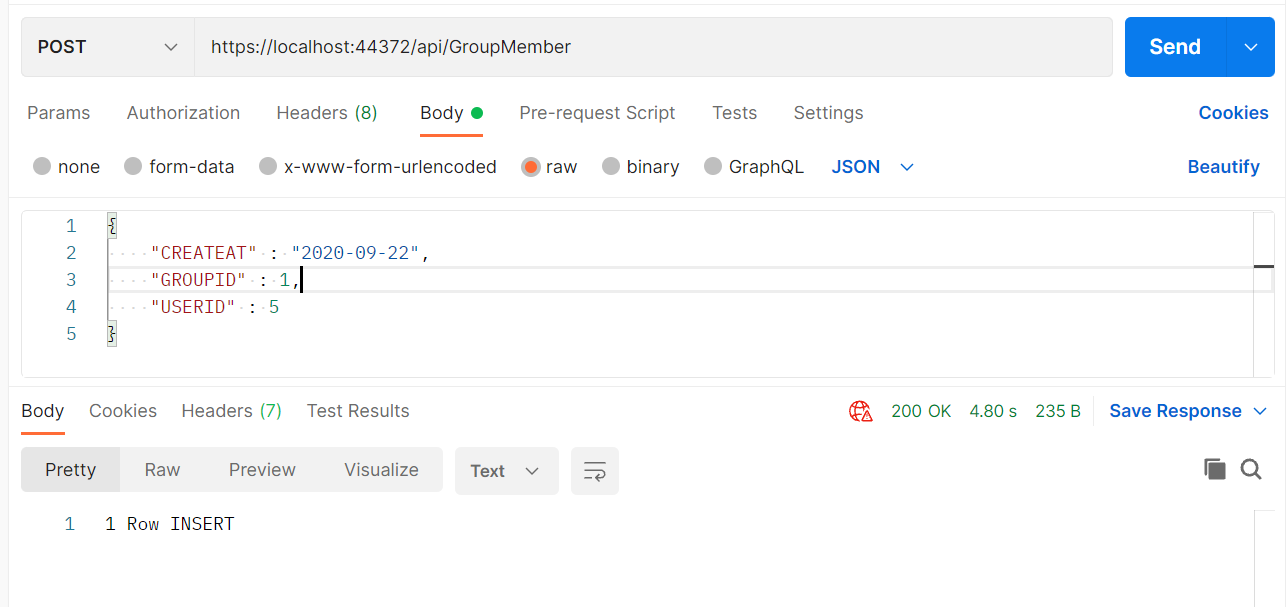 POST https://localhost:44372/api/GroupMember Send
Params Authorization Headers (8) Body Pre-request Script Tests Settings Cookies
none form-data x-www-form-urlencoded raw binary GraphQL JSON Beautify
1 {
2 "CREATEAT" : "2020-09-22",
3 "GROUPID" : 1,
4 "USERID" : 5
5 }
Body Cookies Headers (7) Test Results 200 OK 4.80 s 235 B Save Response
Pretty Raw Preview Visualize Text
1 1 Row INSERT